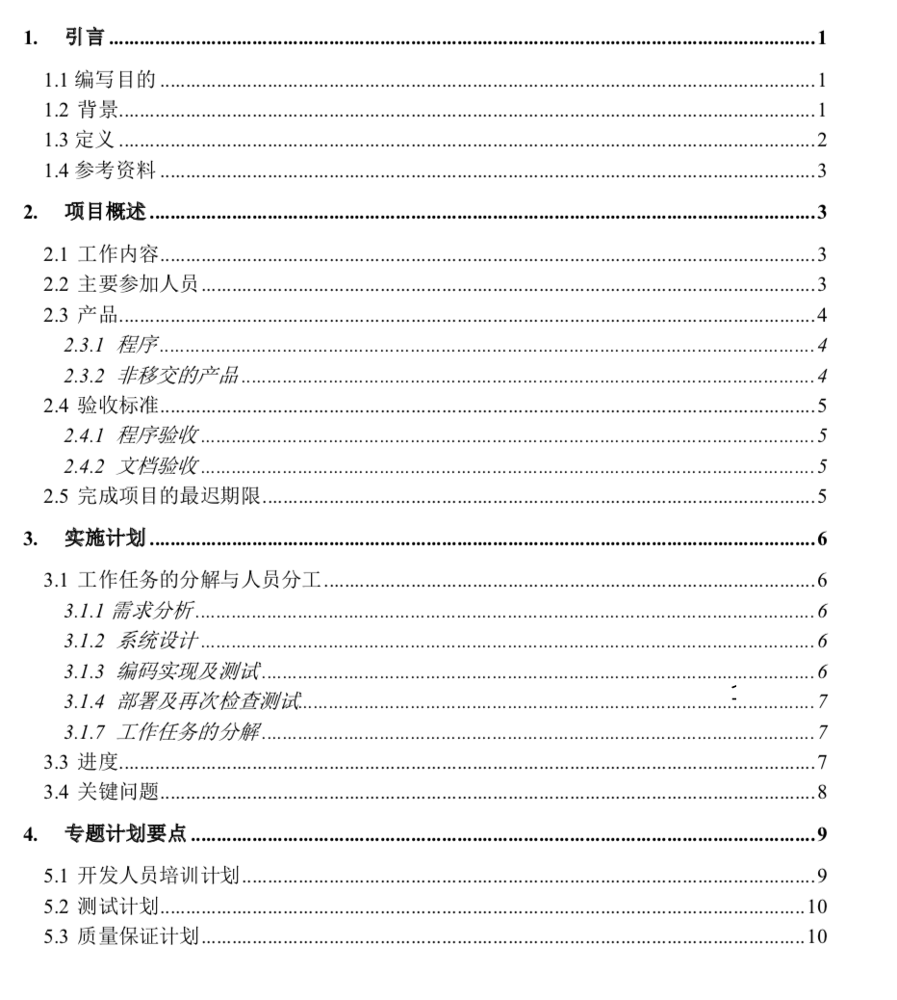 1. 引言 ........ 1
1.1 编写目的 ........ 1
1.2 背景 ........ 1
1.3 定义 ........ 2
1.4 参考资料 ........ 3
2. 项目概述 ........ 3
2.1 工作内容 ........ 3
2.2 主要参加人员 ........ 3
2.3 产品 ........ 4
2.3.1 程序 ........ 4
2.3.2 非移交的产品 ........ 4
2.4 验收标准 ........ 5
2.4.1 程序验收 ........ 5
2.4.2 文档验收 ........ 5
2.5 完成项目的最迟期限 ........ 5
3. 实施计划 ........ 6
3.1 工作任务的分解与人员分工 ........ 6
3.1.1 需求分析 ........ 6
3.1.2 系统设计 ........ 6
3.1.3 编码实现及测试 ........ 6
3.1.4 部署及再次检查测试 ........ 7
3.1.7 工作任务的分解 ........ 7
3.3 进度 ........ 7
3.4 关键问题 ........ 8
4. 专题计划要点 ........ 9
5.1 开发人员培训计划 ........ 9
5.2 测试计划 ........ 10
5.3 质量保证计划 ........ 10